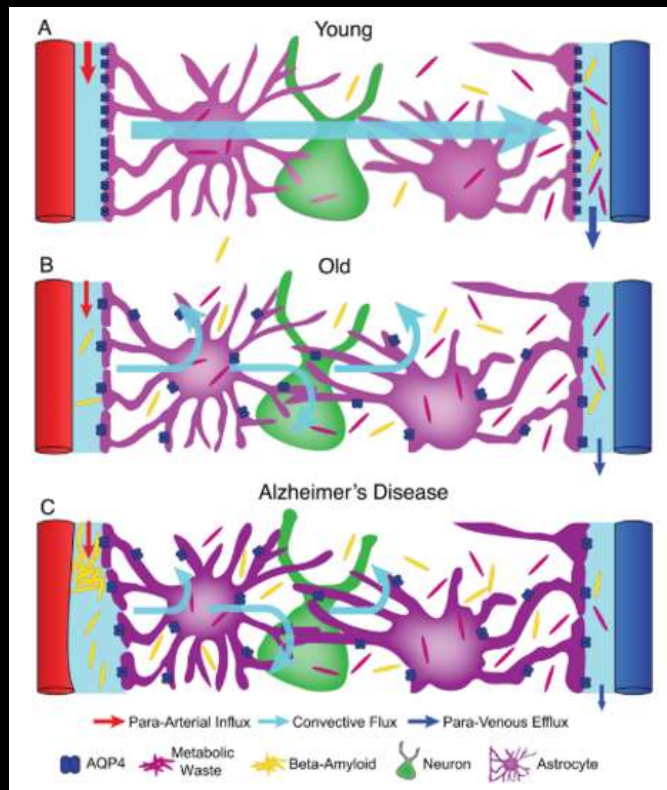 A
Young
B
Old
Alzheimer's Disease
C
Para-Arterial Influx
Convective Flux
Para-Venous Efflux
AQP4
Metabolic
Waste
Beta-Amyloid
Neuron
Astrocyte